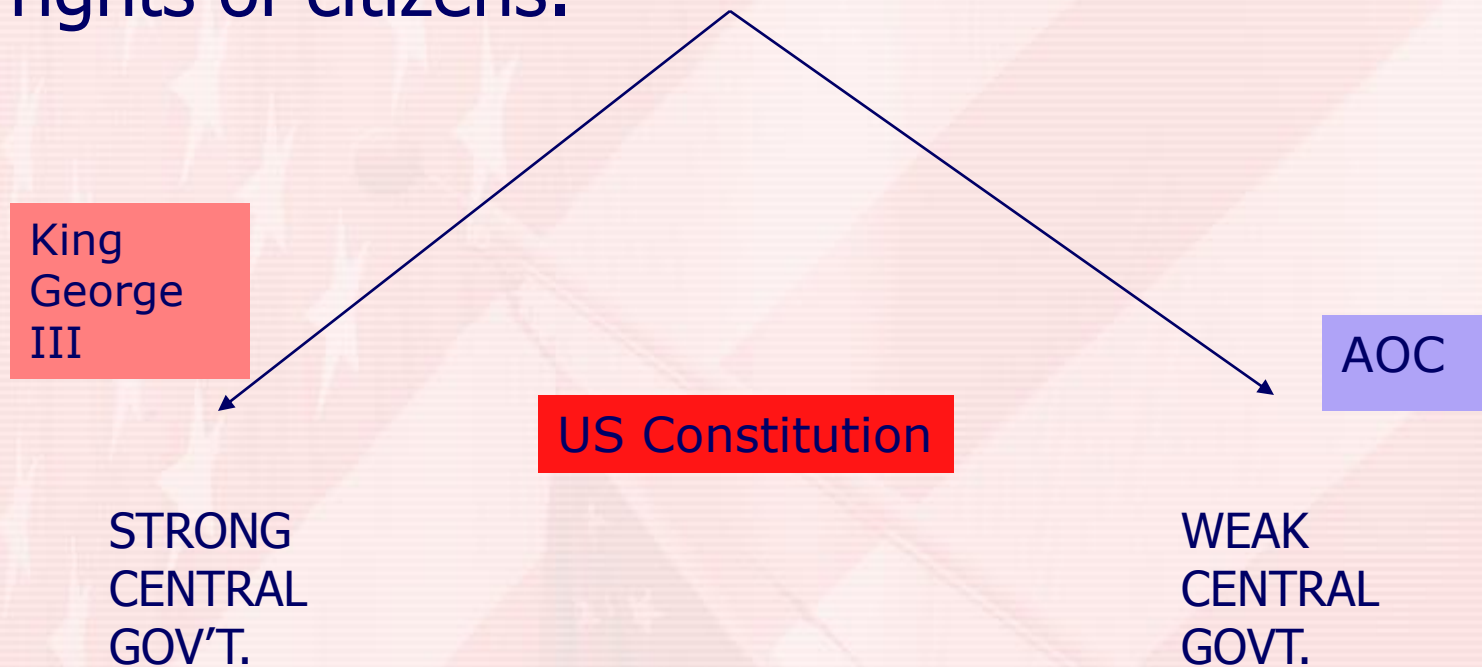 rights of citizens.
King
George
III
AOC
US Constitution
STRONG
CENTRAL
GOV’T.
WEAK
CENTRAL
GOVT.